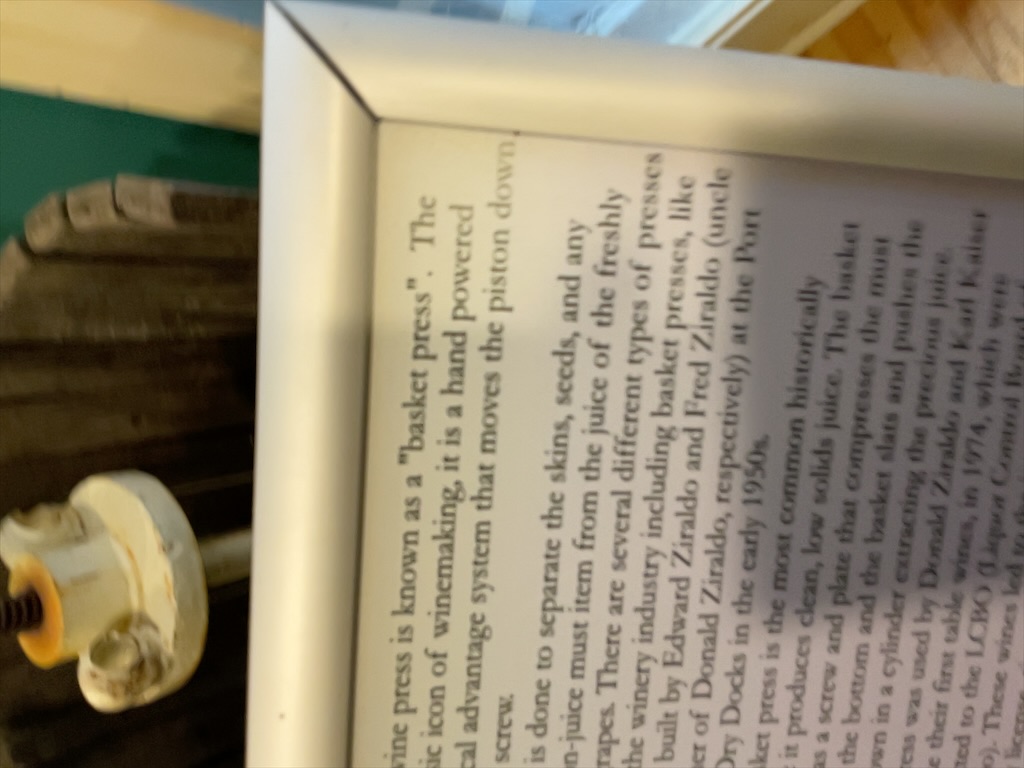 wine press is known as a "basket press". The
sic icon of winemaking, it is a hand powered
cal advantage system that moves the piston down
screw.
is done to separate the skins, seeds, and any
n-juice must item from the juice of the freshly
rapes. There are several different types of presses
the winery industry including basket presses, like
built by Edward Ziraldo and Fred Ziraldo (uncle
er of Donald Ziraldo, respectively) at the Port
Dry Docks in the early 1950s.
ket press is the most common historically
it produces clean, low solids juice. The basket
as a screw and plate that compresses the must
the bottom and the basket slats and pushes the
own in a cylinder extracting the precious juice.
ress was used by Donald Ziraldo and Karl Kaiser
e their first table wines, in 1974, which were
ted to the LCBO (Liquor Control Board of
o). These wines led to the